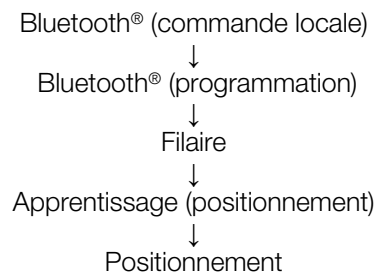 Bluetooth® (commande locale)
↓
Bluetooth® (programmation)
↓
Filaire
↓
Apprentissage (positionnement)
↓
Positionnement